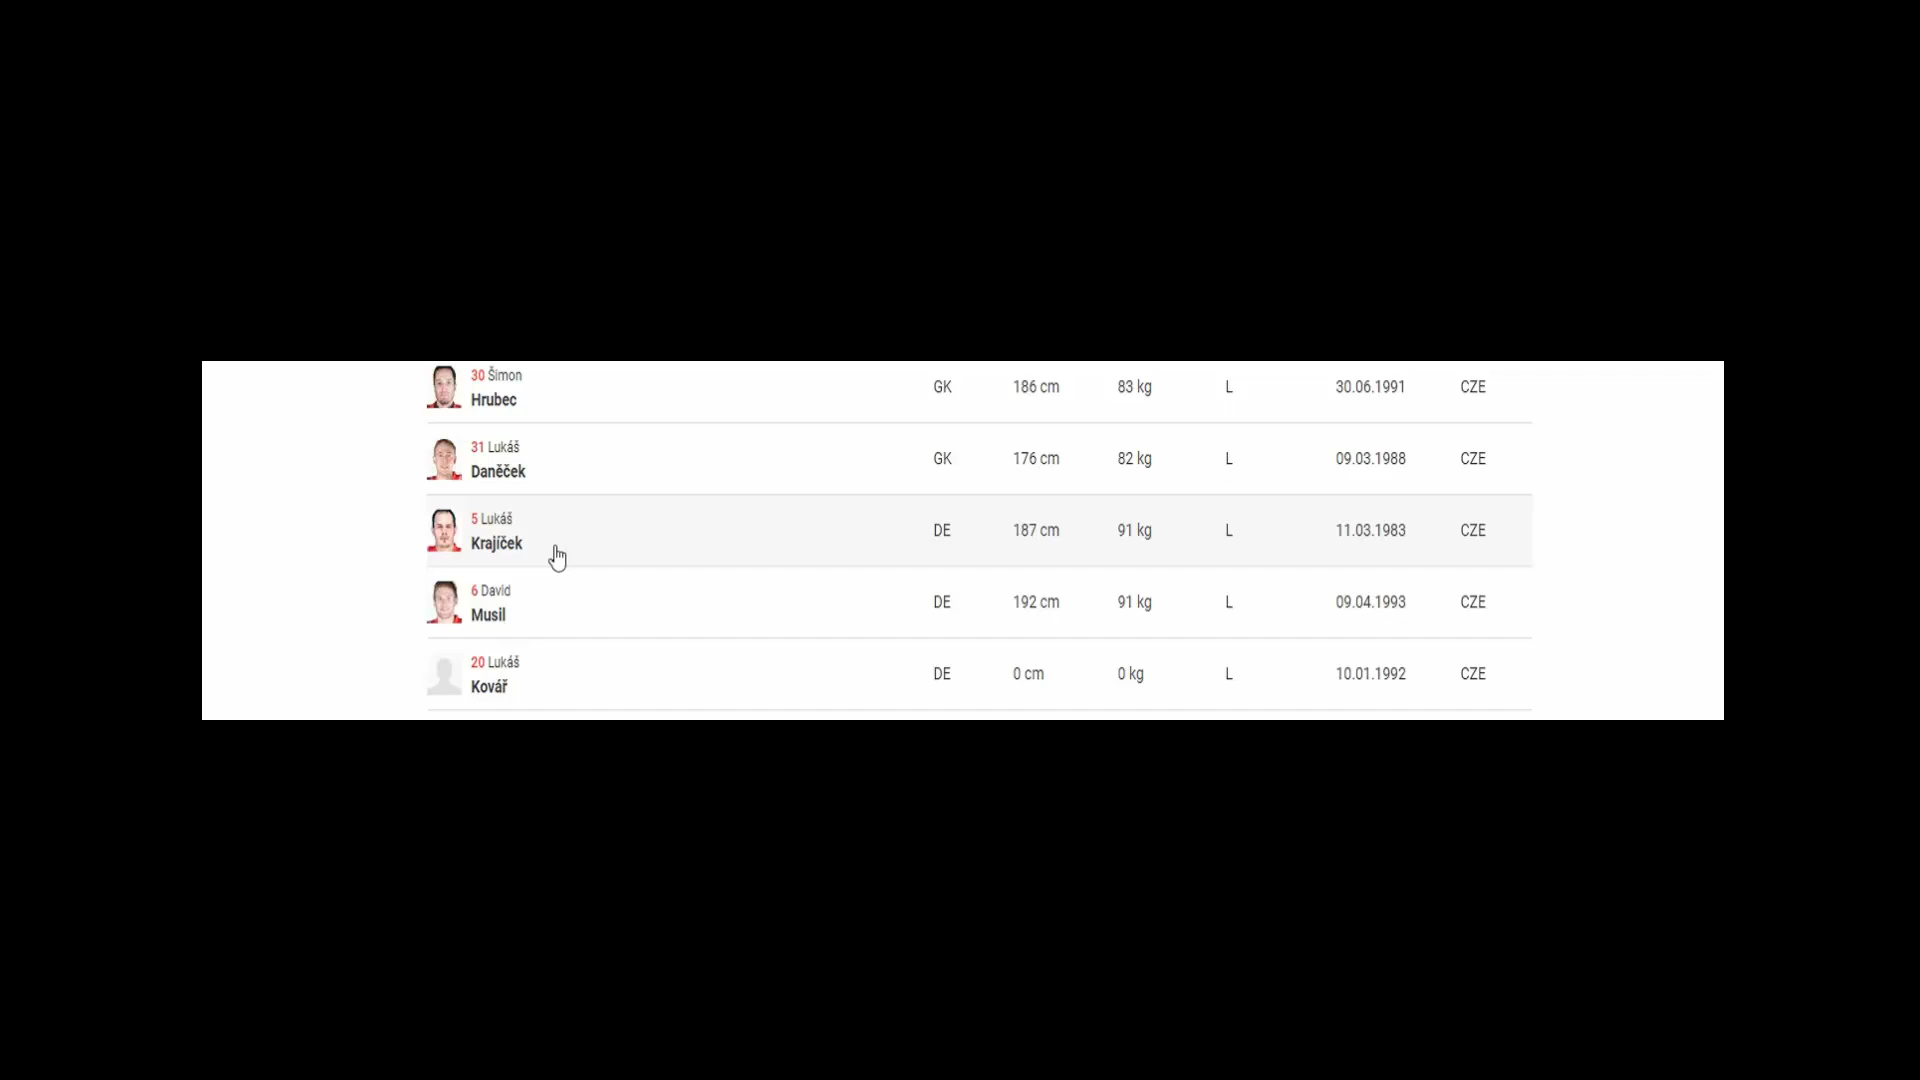 30 Šimon
Hrubec GK 186 cm 83 kg L 30.06.1991 CZE
31 Lukáš
Daněček GK 176 cm 82 kg L 09.03.1988 CZE
5 Lukáš
Krajíček DE 187 cm 91 kg L 11.03.1983 CZE
6 David
Musil DE 192 cm 91 kg L 09.04.1993 CZE
20 Lukáš
Kovář DE 0 cm 0 kg L 10.01.1992 CZE